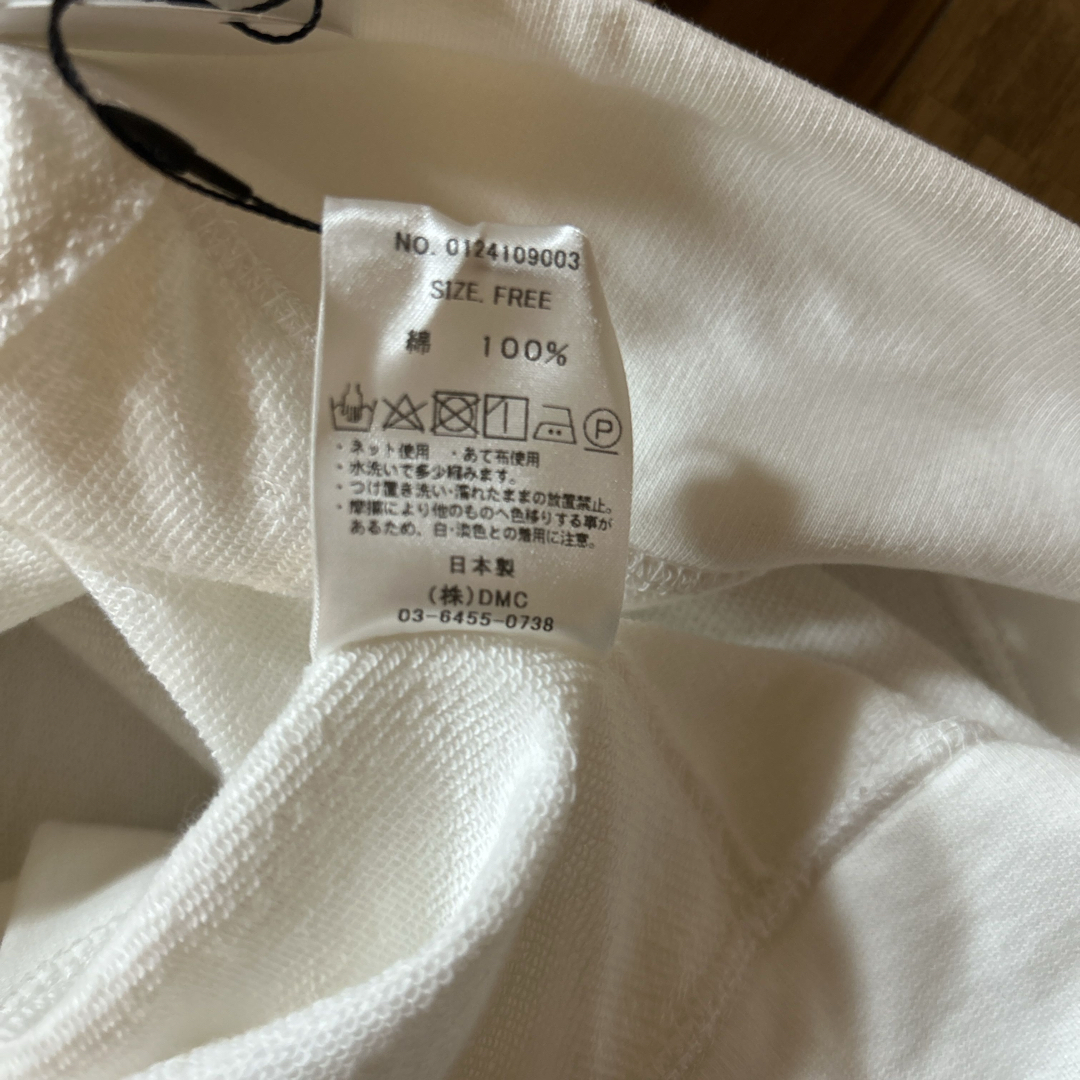 NO. 0124109003
SIZE. FREE
綿 100%
P
・ネット使用 ・あて布使用
・水洗いで多少縮みます。
・つけ置き洗い・濡れたままの放置禁止。
・摩擦により他のものへ色移りする事が
あるため、白・淡色との着用に注意。
日本製
(株)DMC
03-6455-0738